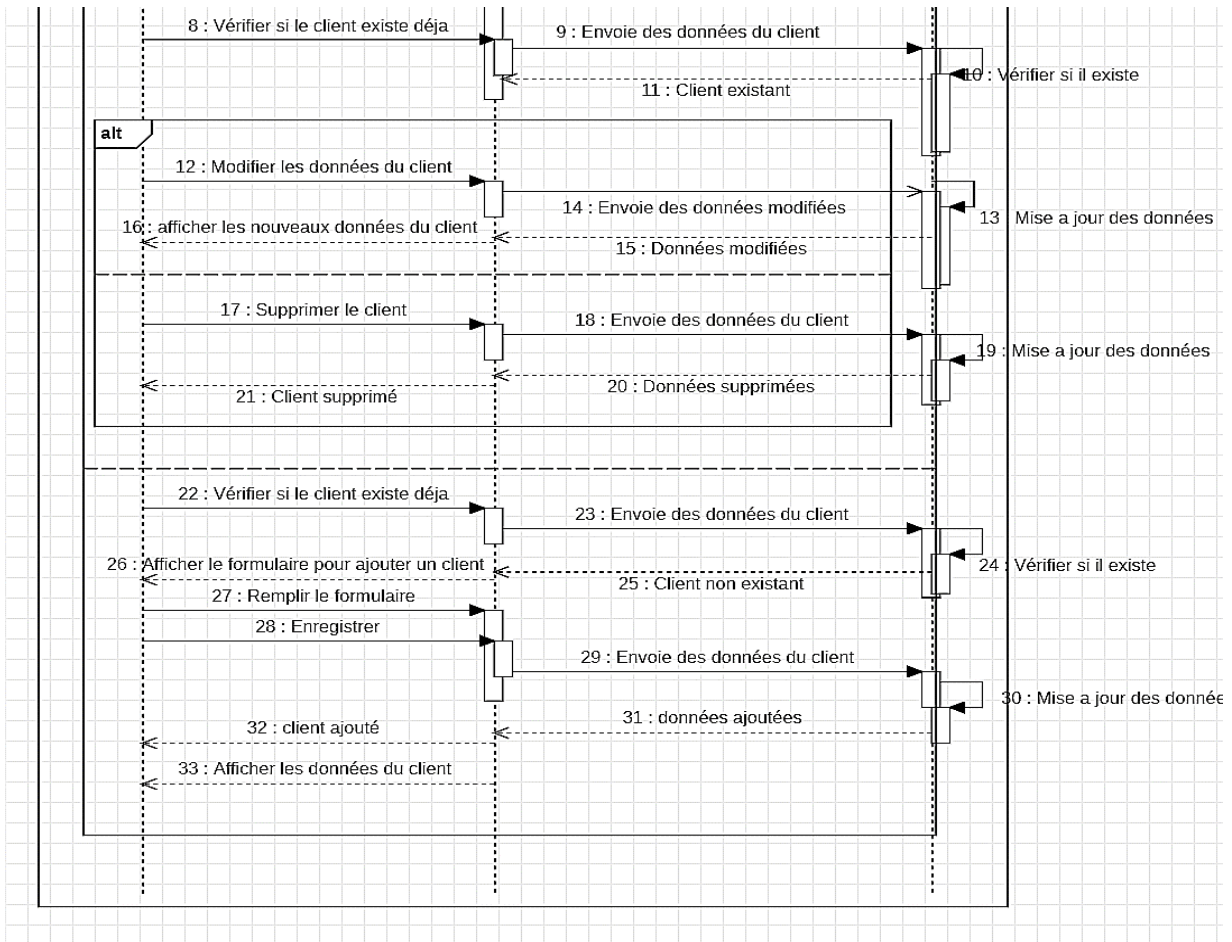 8 : Vérifier si le client existe déja
9 : Envoie des données du client
10 : Vérifier si il existe
11 : Client existant
alt
12 : Modifier les données du client
14 : Envoie des données modifiées
13 : Mise a jour des données
16 : afficher les nouveaux données du client
15 : Données modifiées
17 : Supprimer le client
18 : Envoie des données du client
19 : Mise a jour des données
20 : Données supprimées
21 : Client supprimé
22 : Vérifier si le client existe déja
23 : Envoie des données du client
24 : Vérifier si il existe
26 : Afficher le formulaire pour ajouter un client
25 : Client non existant
27 : Remplir le formulaire
28 : Enregistrer
29 : Envoie des données du client
30 : Mise a jour des donnée
31 : données ajoutées
32 : client ajouté
33 : Afficher les données du client